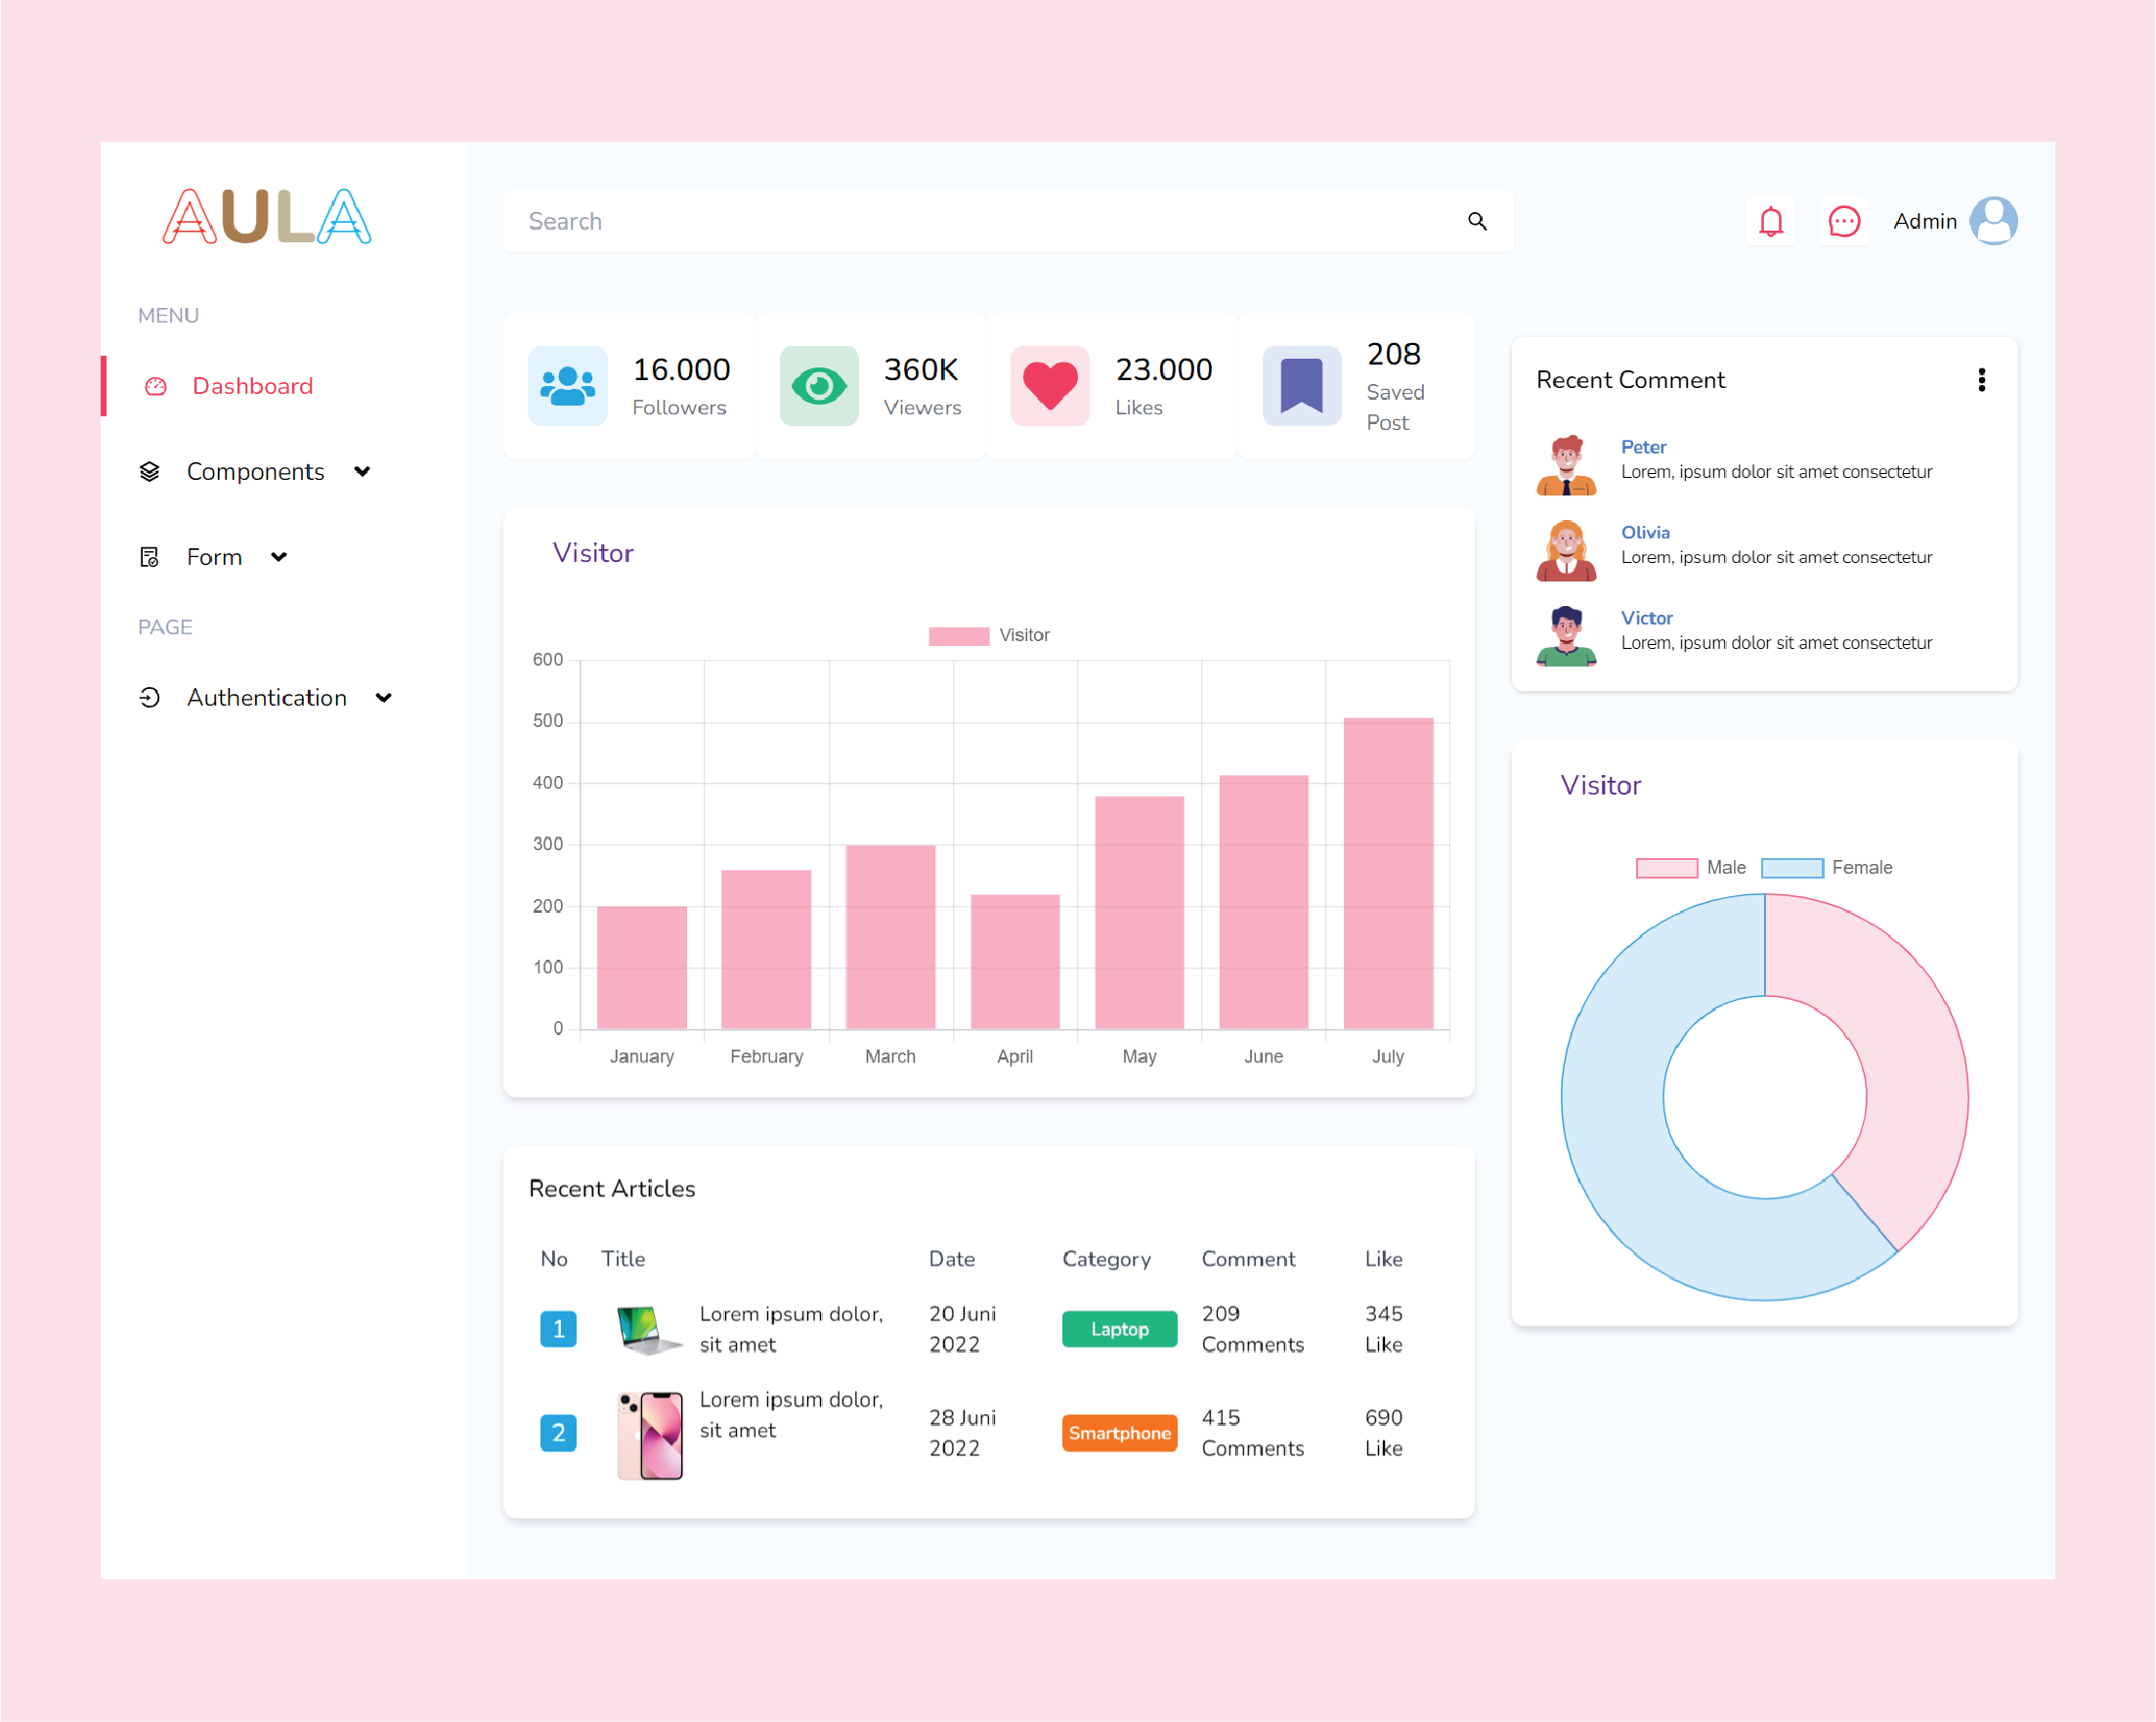 AULA
MENU
Dashboard
Components
Form
PAGE
Authentication
Search
Admin
16.000
Followers
360K
Viewers
23.000
Likes
208
Saved
Post
Visitor
Visitor
600
500
400
300
200
100
0
January February March April May June July
Recent Articles
No Title Date Category Comment Like
1 Lorem ipsum dolor, 20 Juni Laptop 209 345
sit amet 2022 Comments Like
2 Lorem ipsum dolor, 28 Juni Smartphone 415 690
sit amet 2022 Comments Like
Recent Comment
Peter
Lorem, ipsum dolor sit amet consectetur
Olivia
Lorem, ipsum dolor sit amet consectetur
Victor
Lorem, ipsum dolor sit amet consectetur
Visitor
Male Female